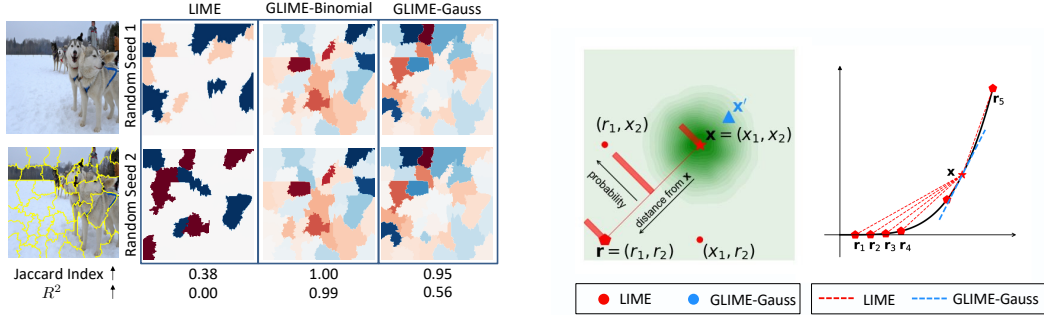 LIME GLIME-Binomial GLIME-Gauss
Random Seed 1
Random Seed 2
Jaccard Index ↑ 0.38 1.00 0.95
R² ↑ 0.00 0.99 0.56
x'
(r₁, x₂)
x = (x₁, x₂)
probability
distance from x
r = (r₁, r₂)
(x₁, r₂)
LIME GLIME-Gauss
r₅
x
r₁ r₂ r₃ r₄
LIME GLIME-Gauss